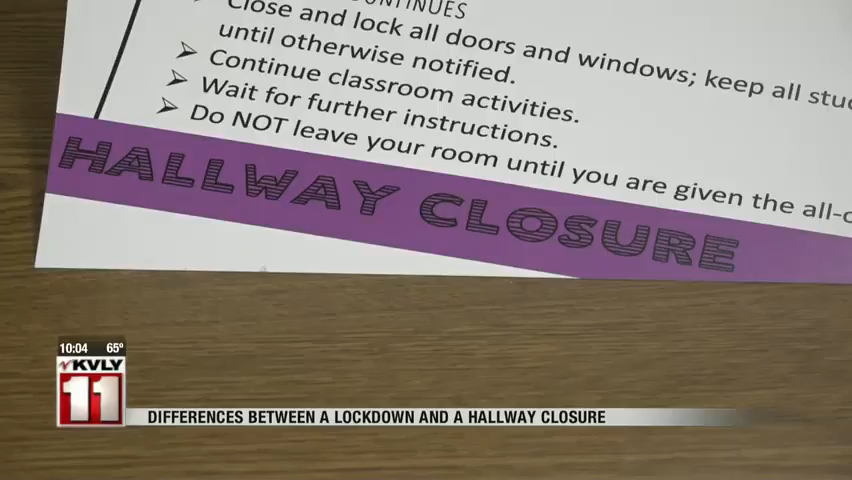 CONTINUES
Close and lock all doors and windows; keep all
until otherwise notified.
Continue classroom activities.
Wait for further instructions.
Do NOT leave your room until you are given the
HALLWAY CLOSURE
10:04 65°
KVLY
11
DIFFERENCES BETWEEN A LOCKDOWN AND A HALLWAY CLOSURE